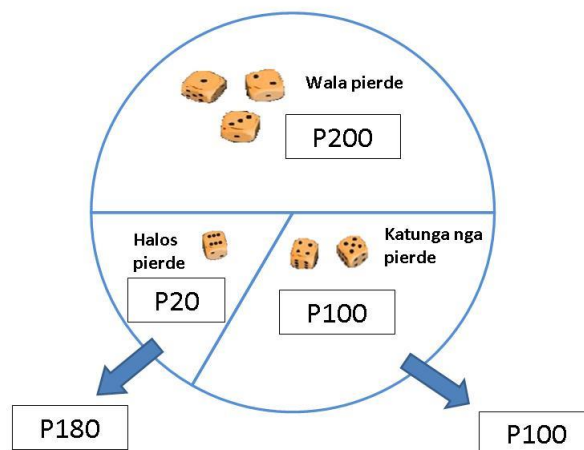 Wala pierde
P200
Halos
pierde
P20
Katunga nga
pierde
P100
P180
P100